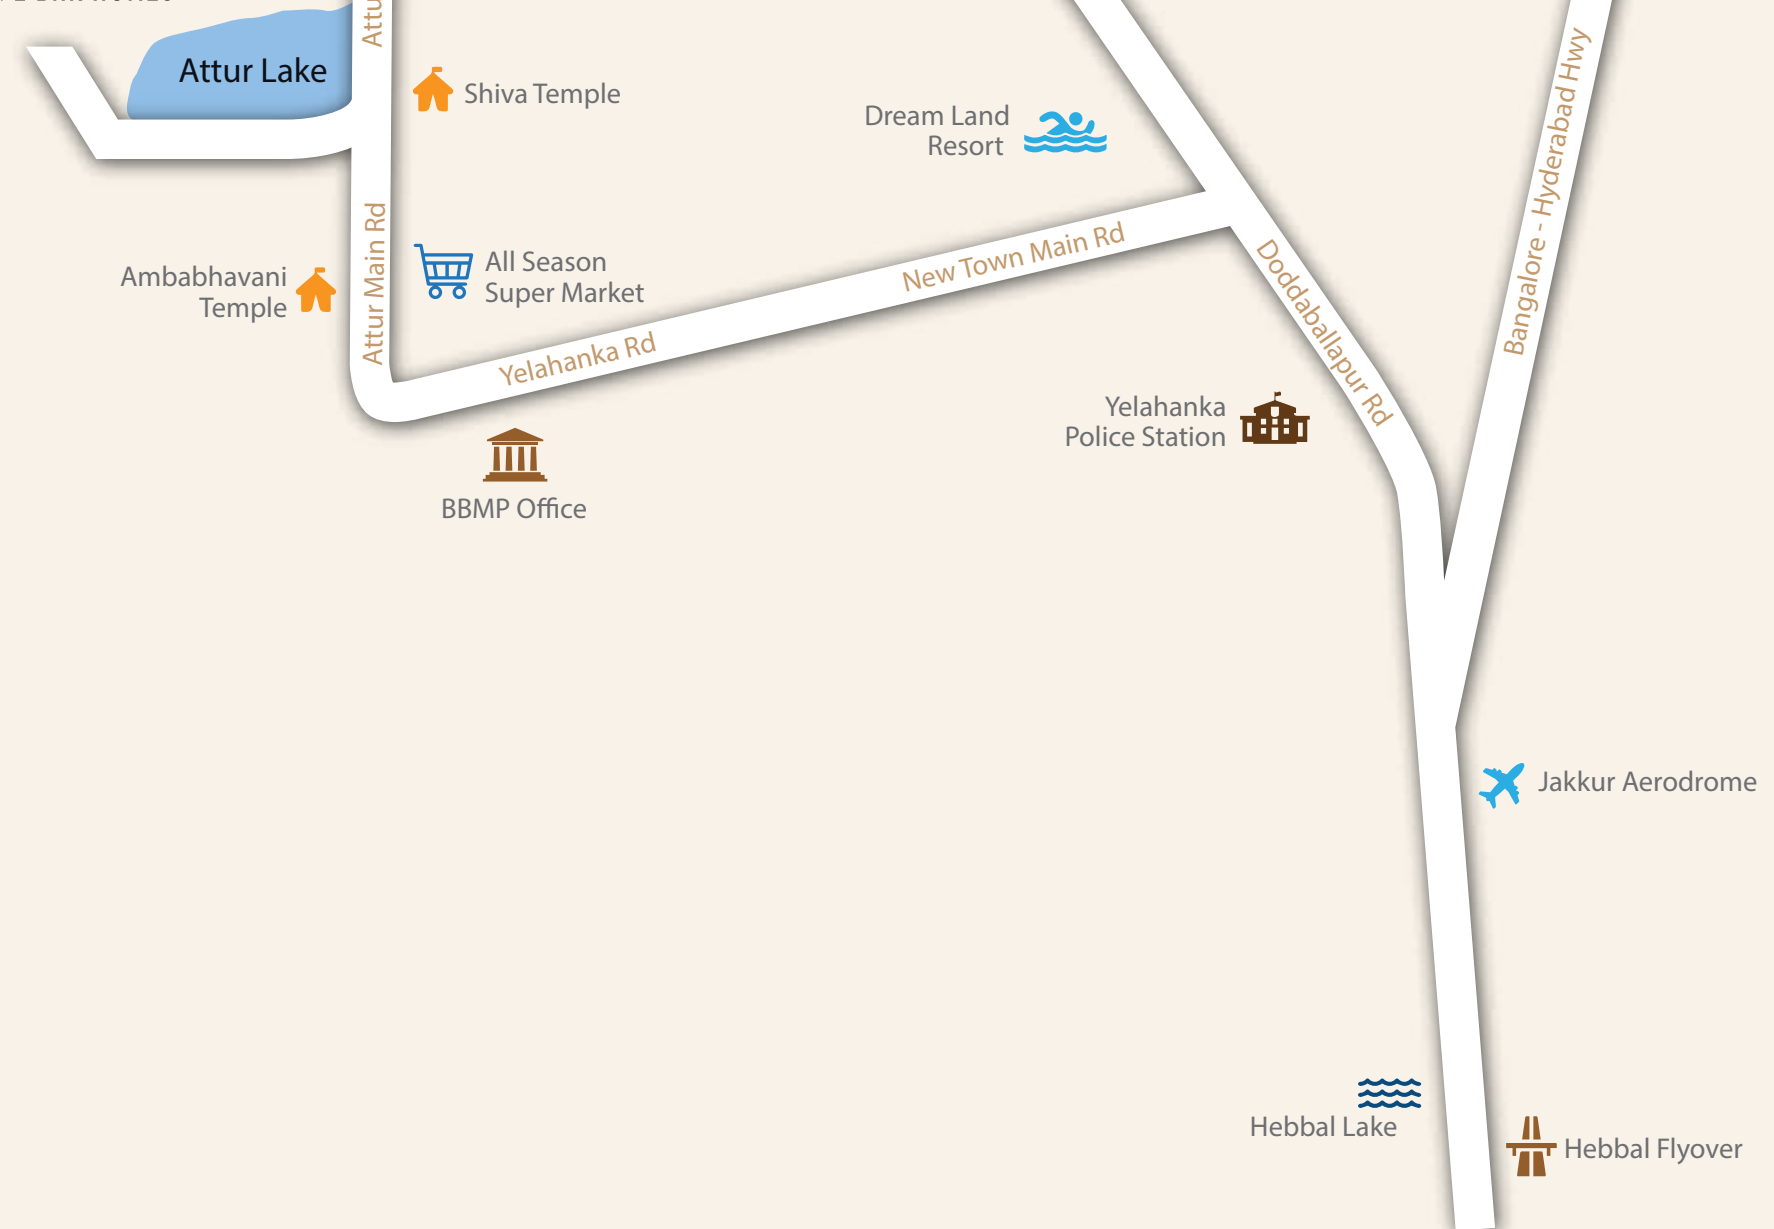 Attu
Attur Lake
Shiva Temple
Dream Land
Resort
Bangalore - Hyderabad Hwy
Attur Main Rd
Ambabhavani
Temple
All Season
Super Market
New Town Main Rd
Doddaballapur Rd
Yelahanka Rd
Yelahanka
Police Station
BBMP Office
Jakkur Aerodrome
Hebbal Lake
Hebbal Flyover